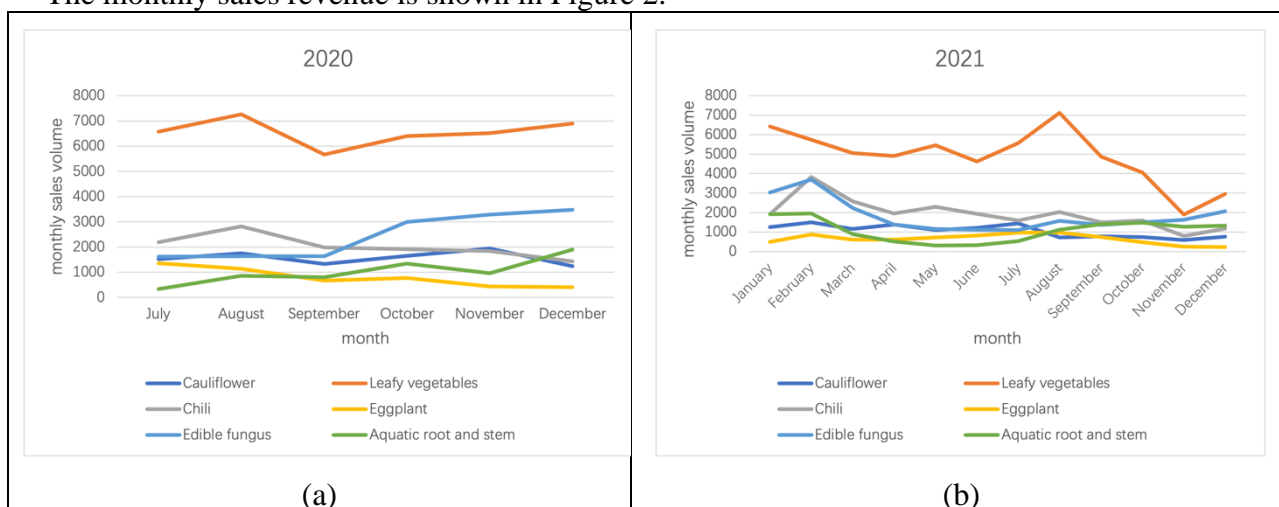 The monthly sales revenue is shown in Figure 2.
2020
monthly sales volume
8000
7000
6000
5000
4000
3000
2000
1000
0
July August September October November December
month
Cauliflower Leafy vegetables
Chili Eggplant
Edible fungus Aquatic root and stem
(a)
2021
monthly sales volume
8000
7000
6000
5000
4000
3000
2000
1000
0
January February March April May June July August September October November December
month
Cauliflower Leafy vegetables
Chili Eggplant
Edible fungus Aquatic root and stem
(b)